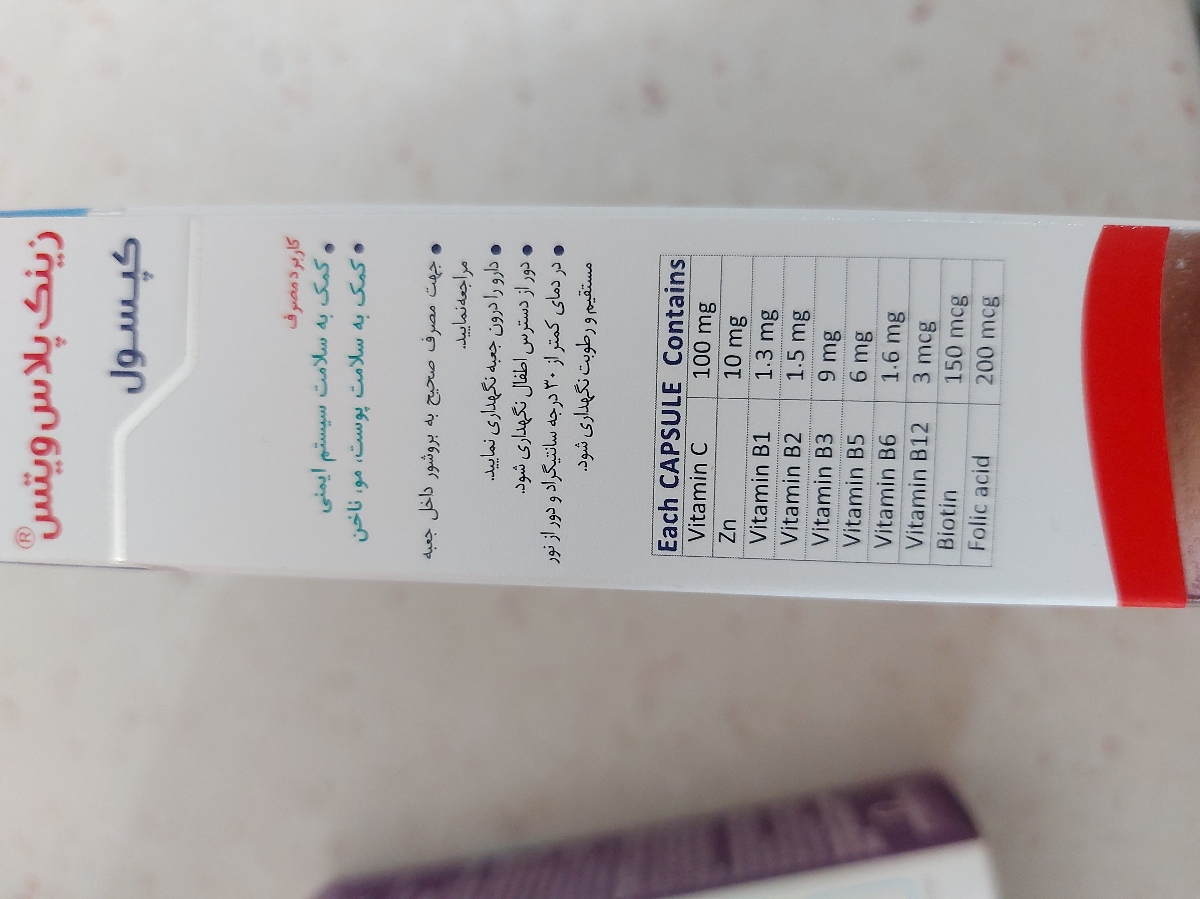 زینک پلاس ویتس®
کپسول
کاربرد مصرف
• کمک به سلامت سیستم ایمنی
• کمک به سلامت پوست، مو، ناخن
• جهت مصرف صحیح به بروشور داخل جعبه
مراجعه نمایید.
• دارو را درون جعبه نگهداری نمایید.
• دور از دسترس اطفال نگهداری شود.
• در دمای کمتر از ۳۰ درجه سانتیگراد و دور از نور
مستقیم و رطوبت نگهداری شود.
Each CAPSULE Contains
Vitamin C 100 mg
Zn 10 mg
Vitamin B1 1.3 mg
Vitamin B2 1.5 mg
Vitamin B3 9 mg
Vitamin B5 6 mg
Vitamin B6 1.6 mg
Vitamin B12 3 mcg
Biotin 150 mcg
Folic acid 200 mcg